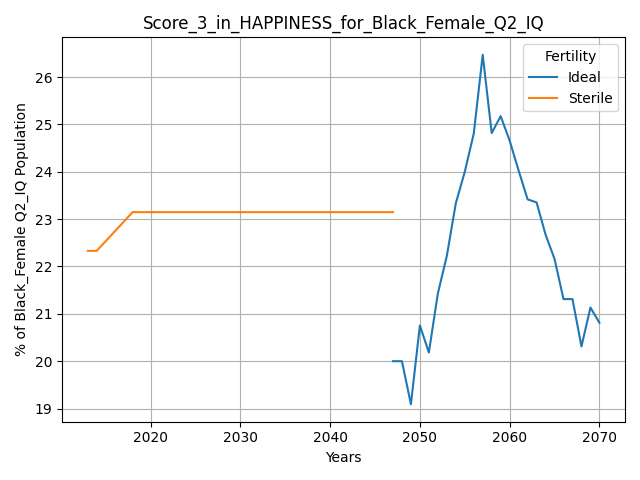 Score_3_in_HAPPINESS_for_Black_Female_Q2_IQ
% of Black_Female Q2_IQ Population
26
25
24
23
22
21
20
19
Fertility
Ideal
Sterile
2020 2030 2040 2050 2060 2070
Years